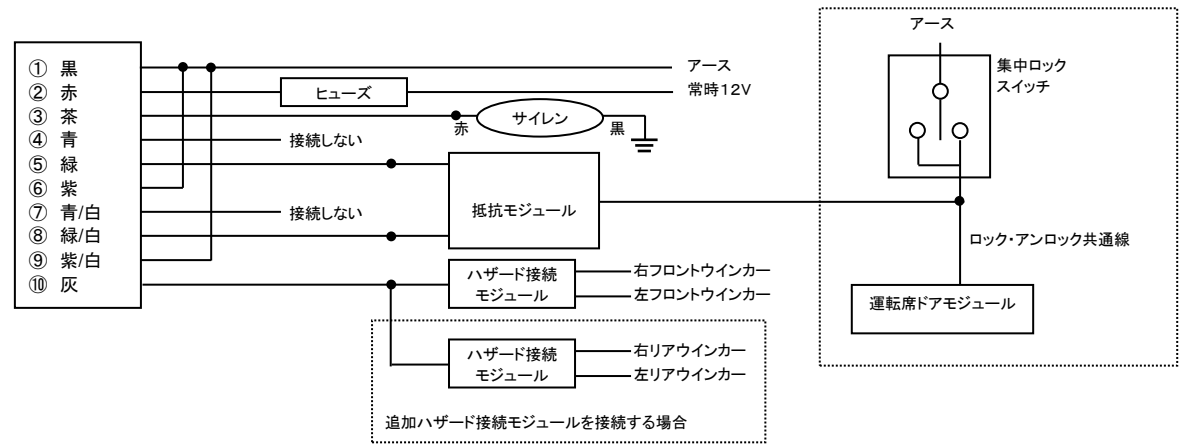 ① 黒
② 赤
③ 茶
④ 青
⑤ 緑
⑥ 紫
⑦ 青/白
⑧ 緑/白
⑨ 紫/白
⑩ 灰
アース
ヒューズ
常時12V
赤
サイレン
黒
接続しない
抵抗モジュール
接続しない
ハザード接続
モジュール
右フロントウインカー
左フロントウインカー
ハザード接続
モジュール
右リアウインカー
左リアウインカー
追加ハザード接続モジュールを接続する場合
アース
集中ロック
スイッチ
ロック・アンロック共通線
運転席ドアモジュール